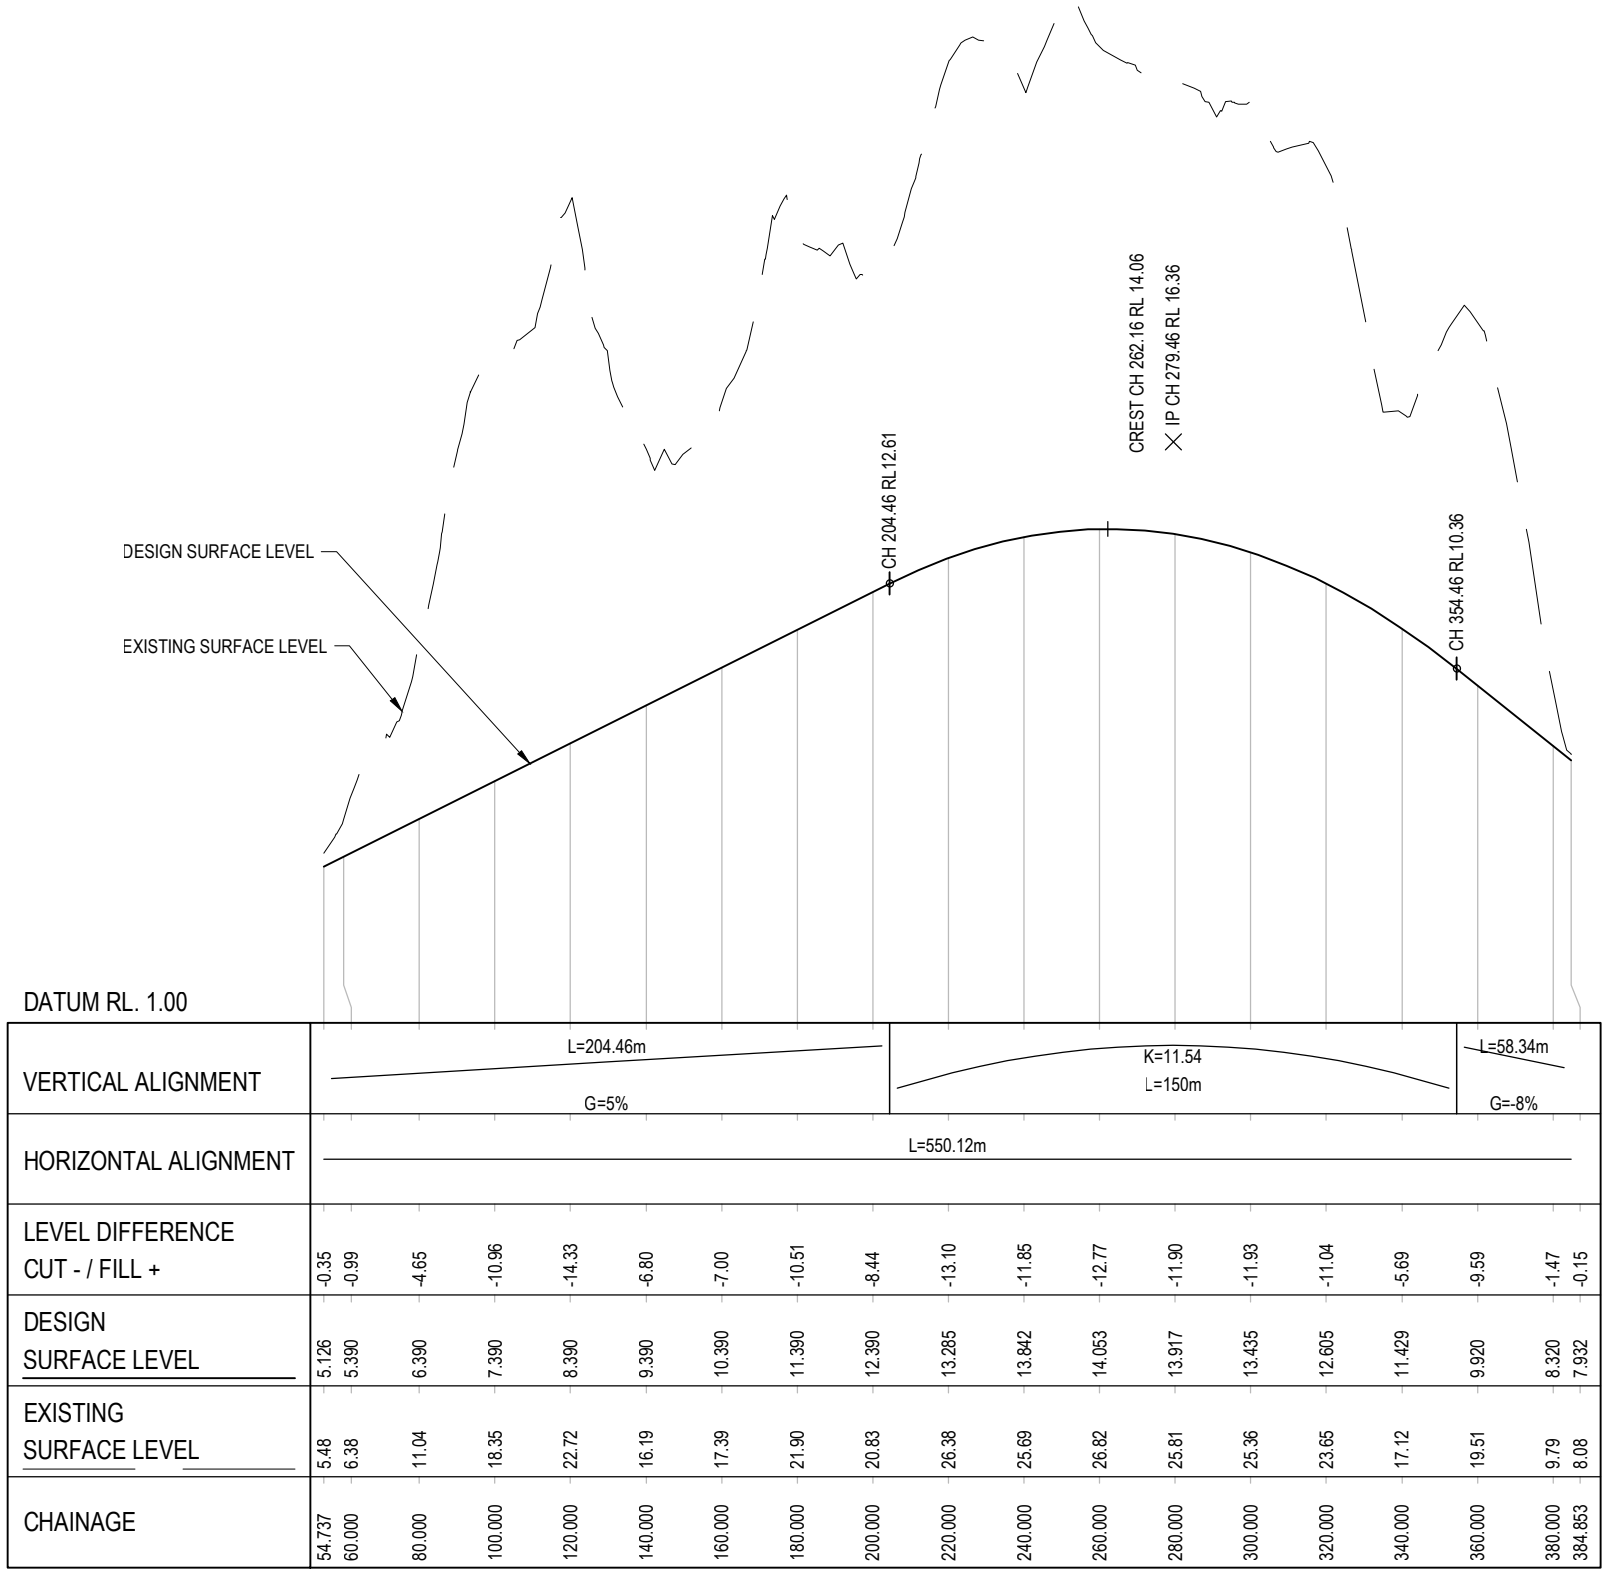 CREST CH 262.16 RL 14.06
IP CH 279.46 RL 16.36
CH 204.46 RL12.61
CH 354.46 RL10.36
DESIGN SURFACE LEVEL
EXISTING SURFACE LEVEL
DATUM RL. 1.00
VERTICAL ALIGNMENT
L=204.46m
G=5%
K=11.54
L=150m
L=58.34m
G=-8%
HORIZONTAL ALIGNMENT
L=550.12m
LEVEL DIFFERENCE
CUT - / FILL +
-0.35 -0.99 -4.65 -10.96 -14.33 -6.80 -7.00 -10.51 -8.44 -13.10 -11.85 -12.77 -11.90 -11.93 -11.04 -5.69 -9.59 -1.47 -0.15
DESIGN
SURFACE LEVEL
5.126 5.390 6.390 7.390 8.390 9.390 10.390 11.390 12.390 13.285 13.842 14.053 13.917 13.435 12.605 11.429 9.920 8.320 7.932
EXISTING
SURFACE LEVEL
5.48 6.38 11.04 18.35 22.72 16.19 17.39 21.90 20.83 26.38 25.69 26.82 25.81 25.36 23.65 17.12 19.51 9.79 8.08
CHAINAGE
54.737 60.000 80.000 100.000 120.000 140.000 160.000 180.000 200.000 220.000 240.000 260.000 280.000 3000.000 3200.000 3400.000 3600.000 3800.000 384.853